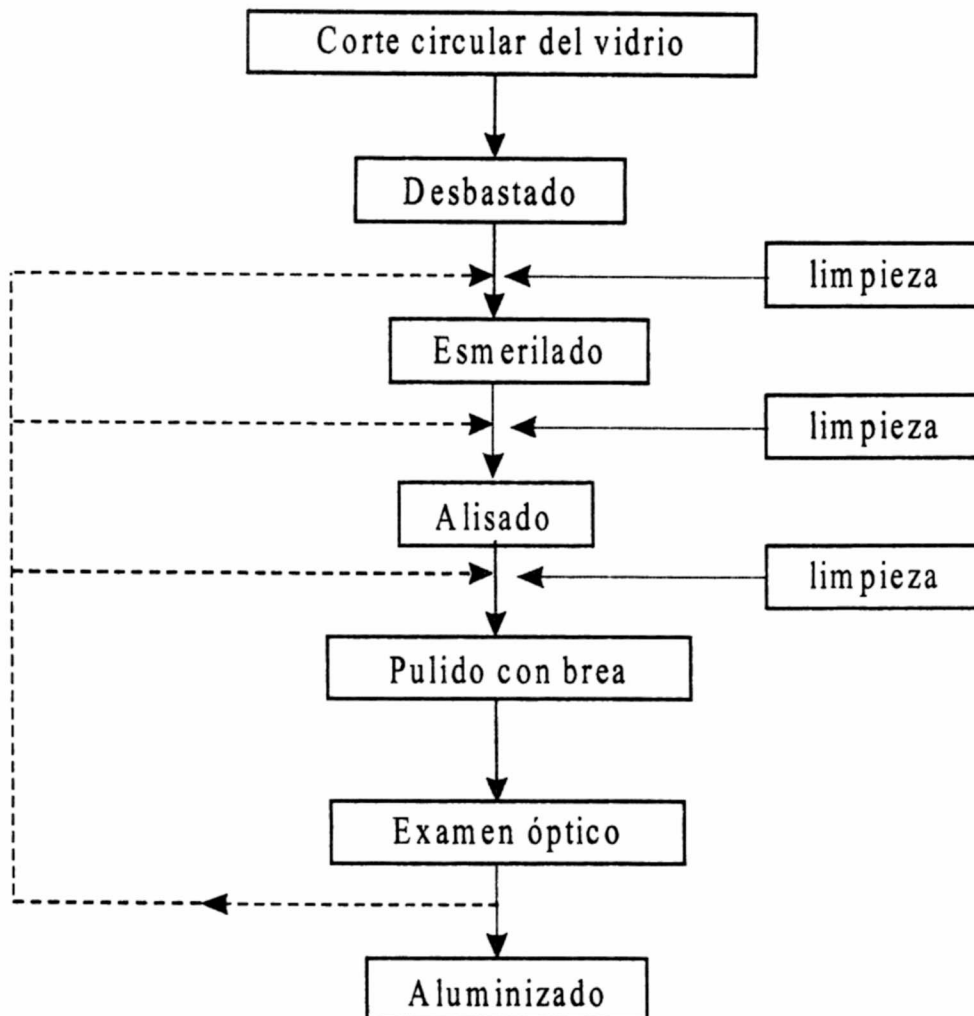 Corte circular del vidrio
Desbastado
limpieza
Esmerilado
limpieza
Alisado
limpieza
Pulido con brea
Examen óptico
Aluminizado